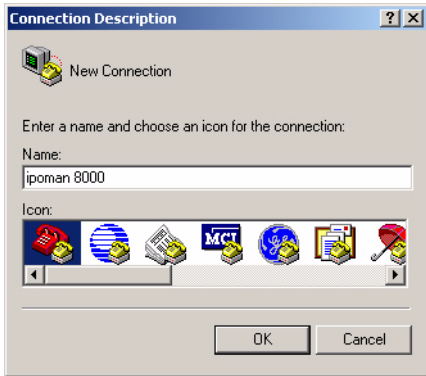 Connection Description
New Connection
Enter a name and choose an icon for the connection:
Name:
ipoman 8000
Icon:
MCI
OK Cancel